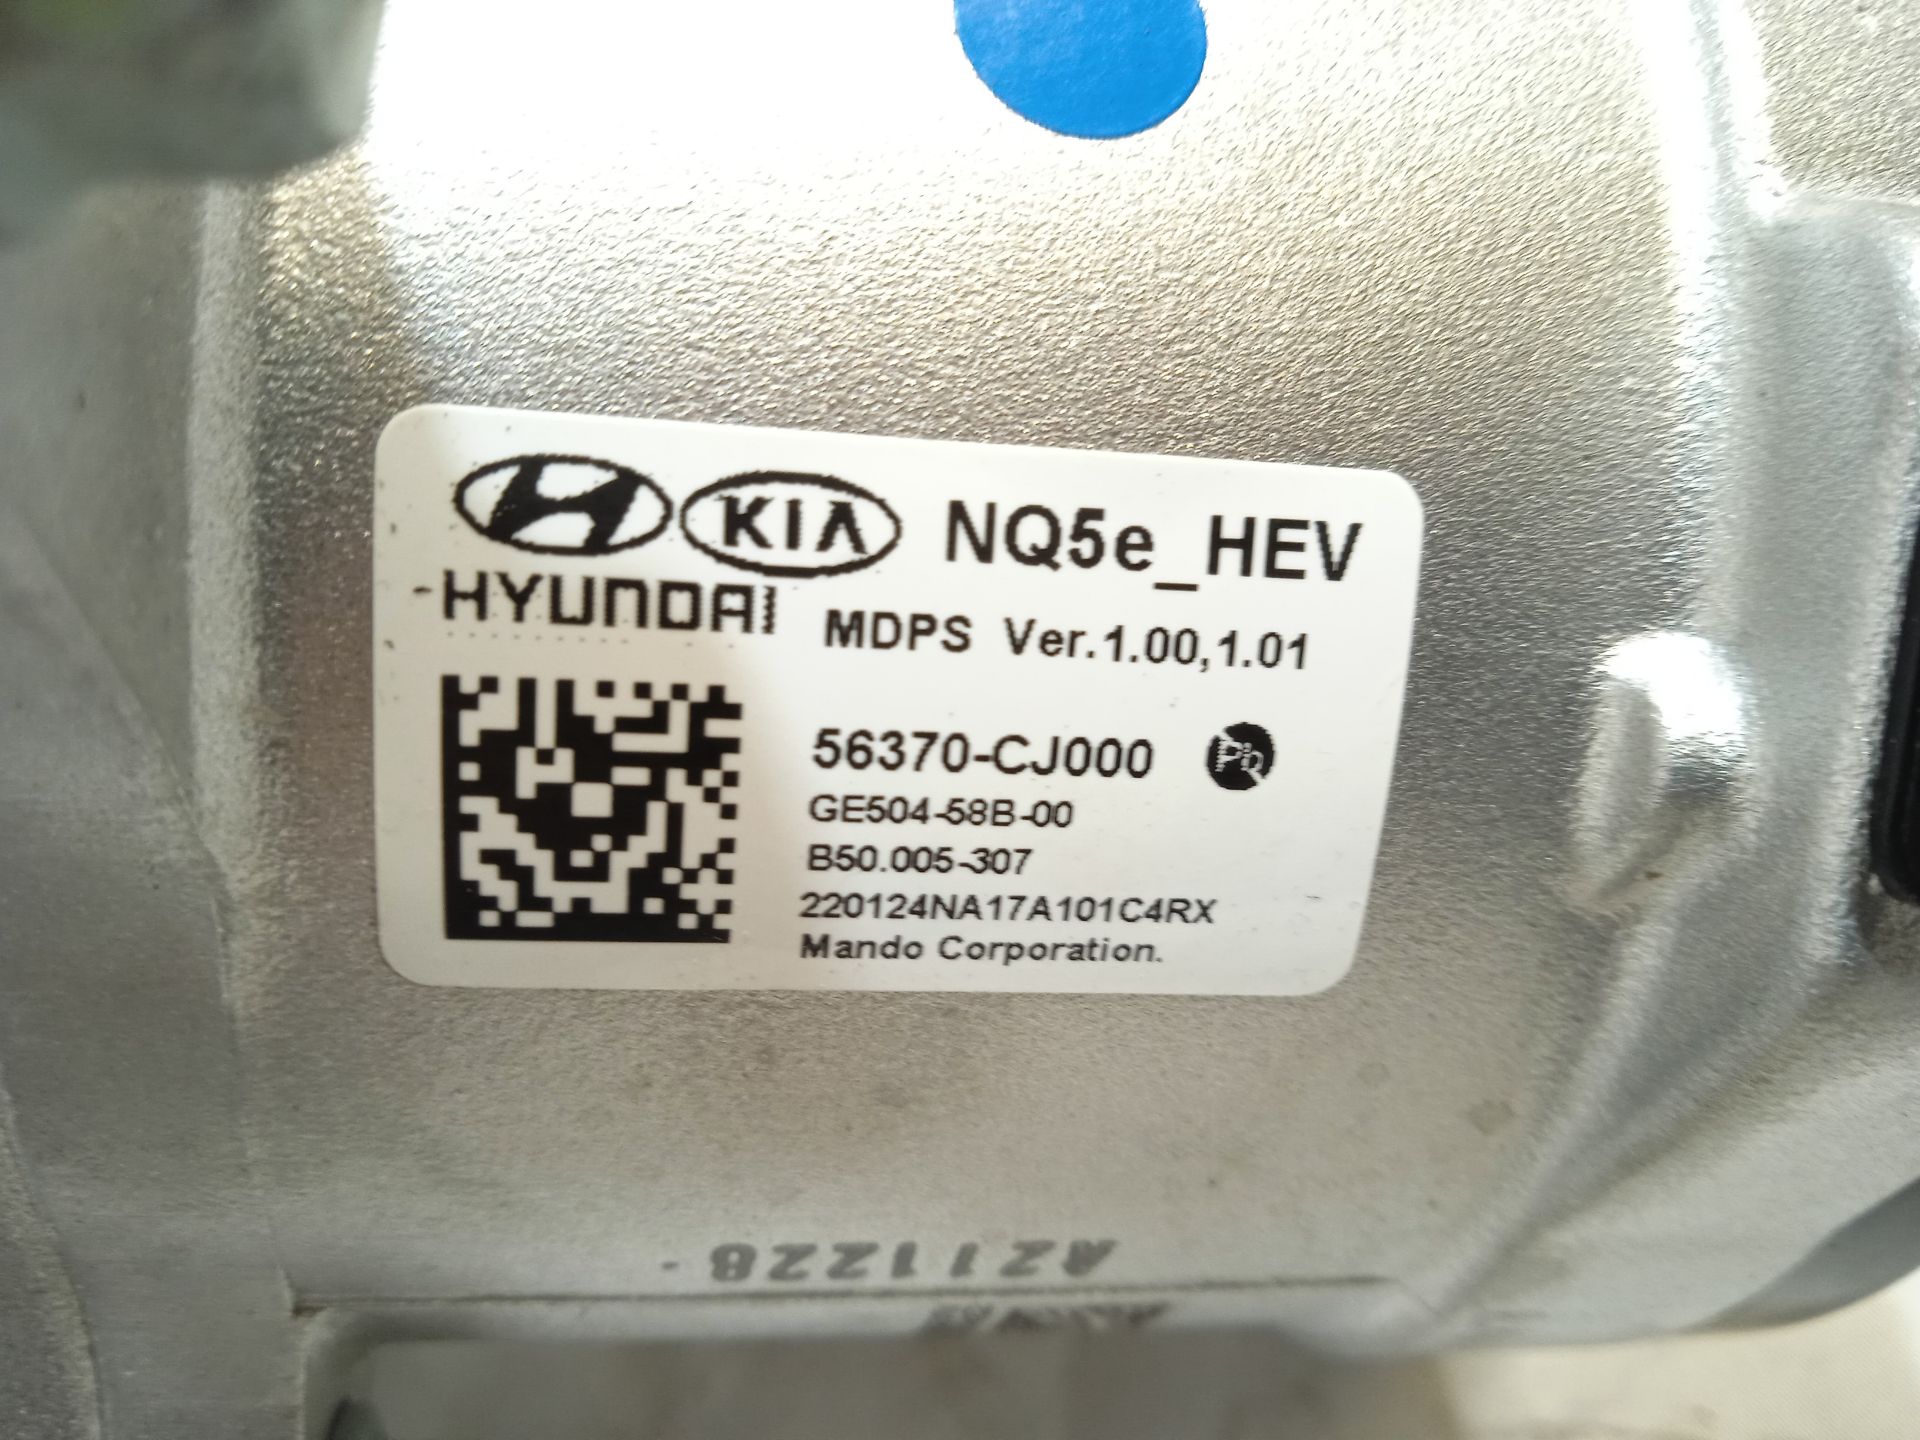 KIA NQ5e_HEV
HYUNDAI MDPS Ver.1.00,1.01
56370-CJ000
GE504-58B-00
B50.005-307
220124NA17A101C4RX
Mando Corporation.
A211228